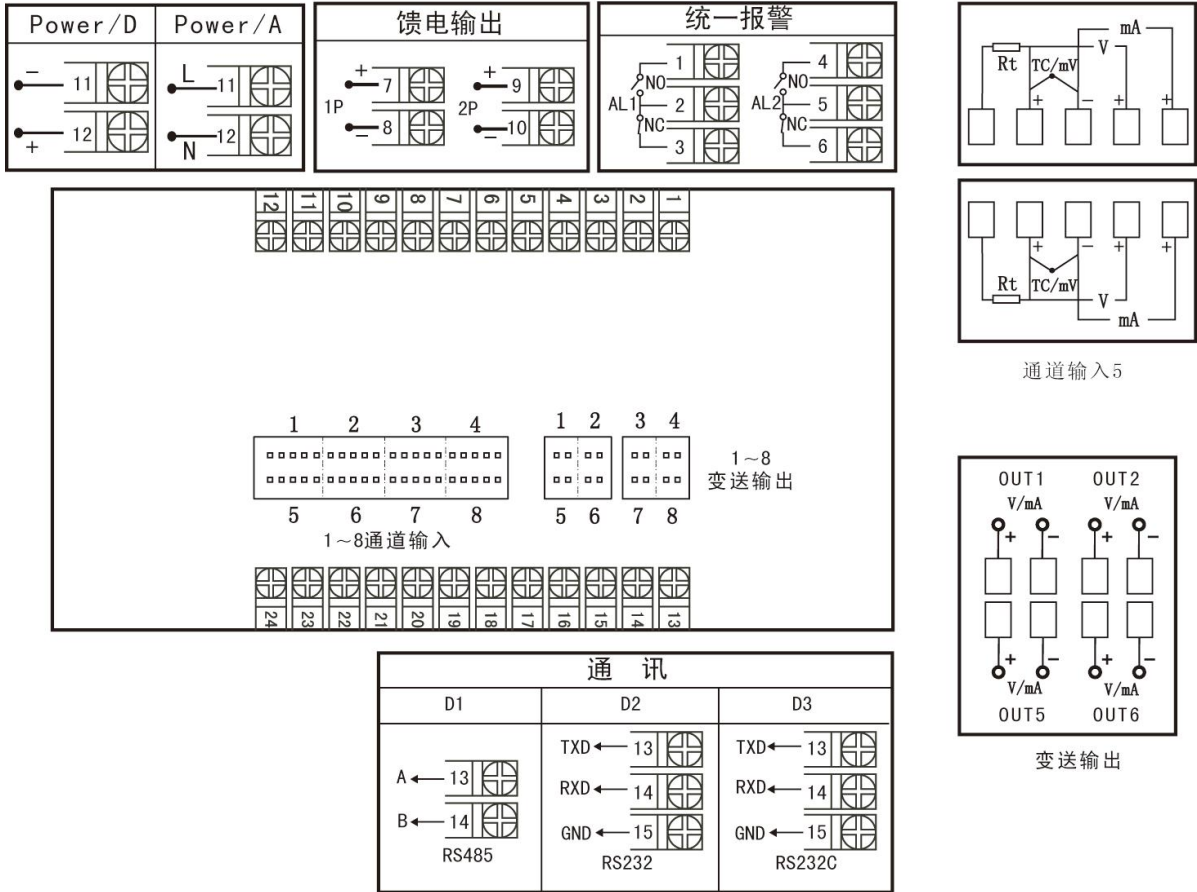 Power/D Power/A
− 11 L 11
+ 12 N 12
馈电输出
+ 7 + 9
1P 2P
− 8 − 10
统一报警
1 4
NO NO
AL1 2 AL2 5
NC NC
3 6
mA
V
Rt TC/mV
+ − + +
+ − + +
Rt TC/mV
V
mA
通道输入5
12 11 10 9 8 7 6 5 4 3 2 1
1 2 3 4 1 2 3 4
1~8
变送输出
5 6 7 8 5 6 7 8
1~8通道输入
24 23 22 21 20 19 18 17 16 15 14 13
OUT1 OUT2
V/mA V/mA
+ − + −
+ − + −
V/mA V/mA
OUT5 OUT6
变送输出
通 讯
D1 D2 D3
A 13
B 14
RS485
TXD 13
RXD 14
GND 15
RS232
TXD 13
RXD 14
GND 15
RS232C